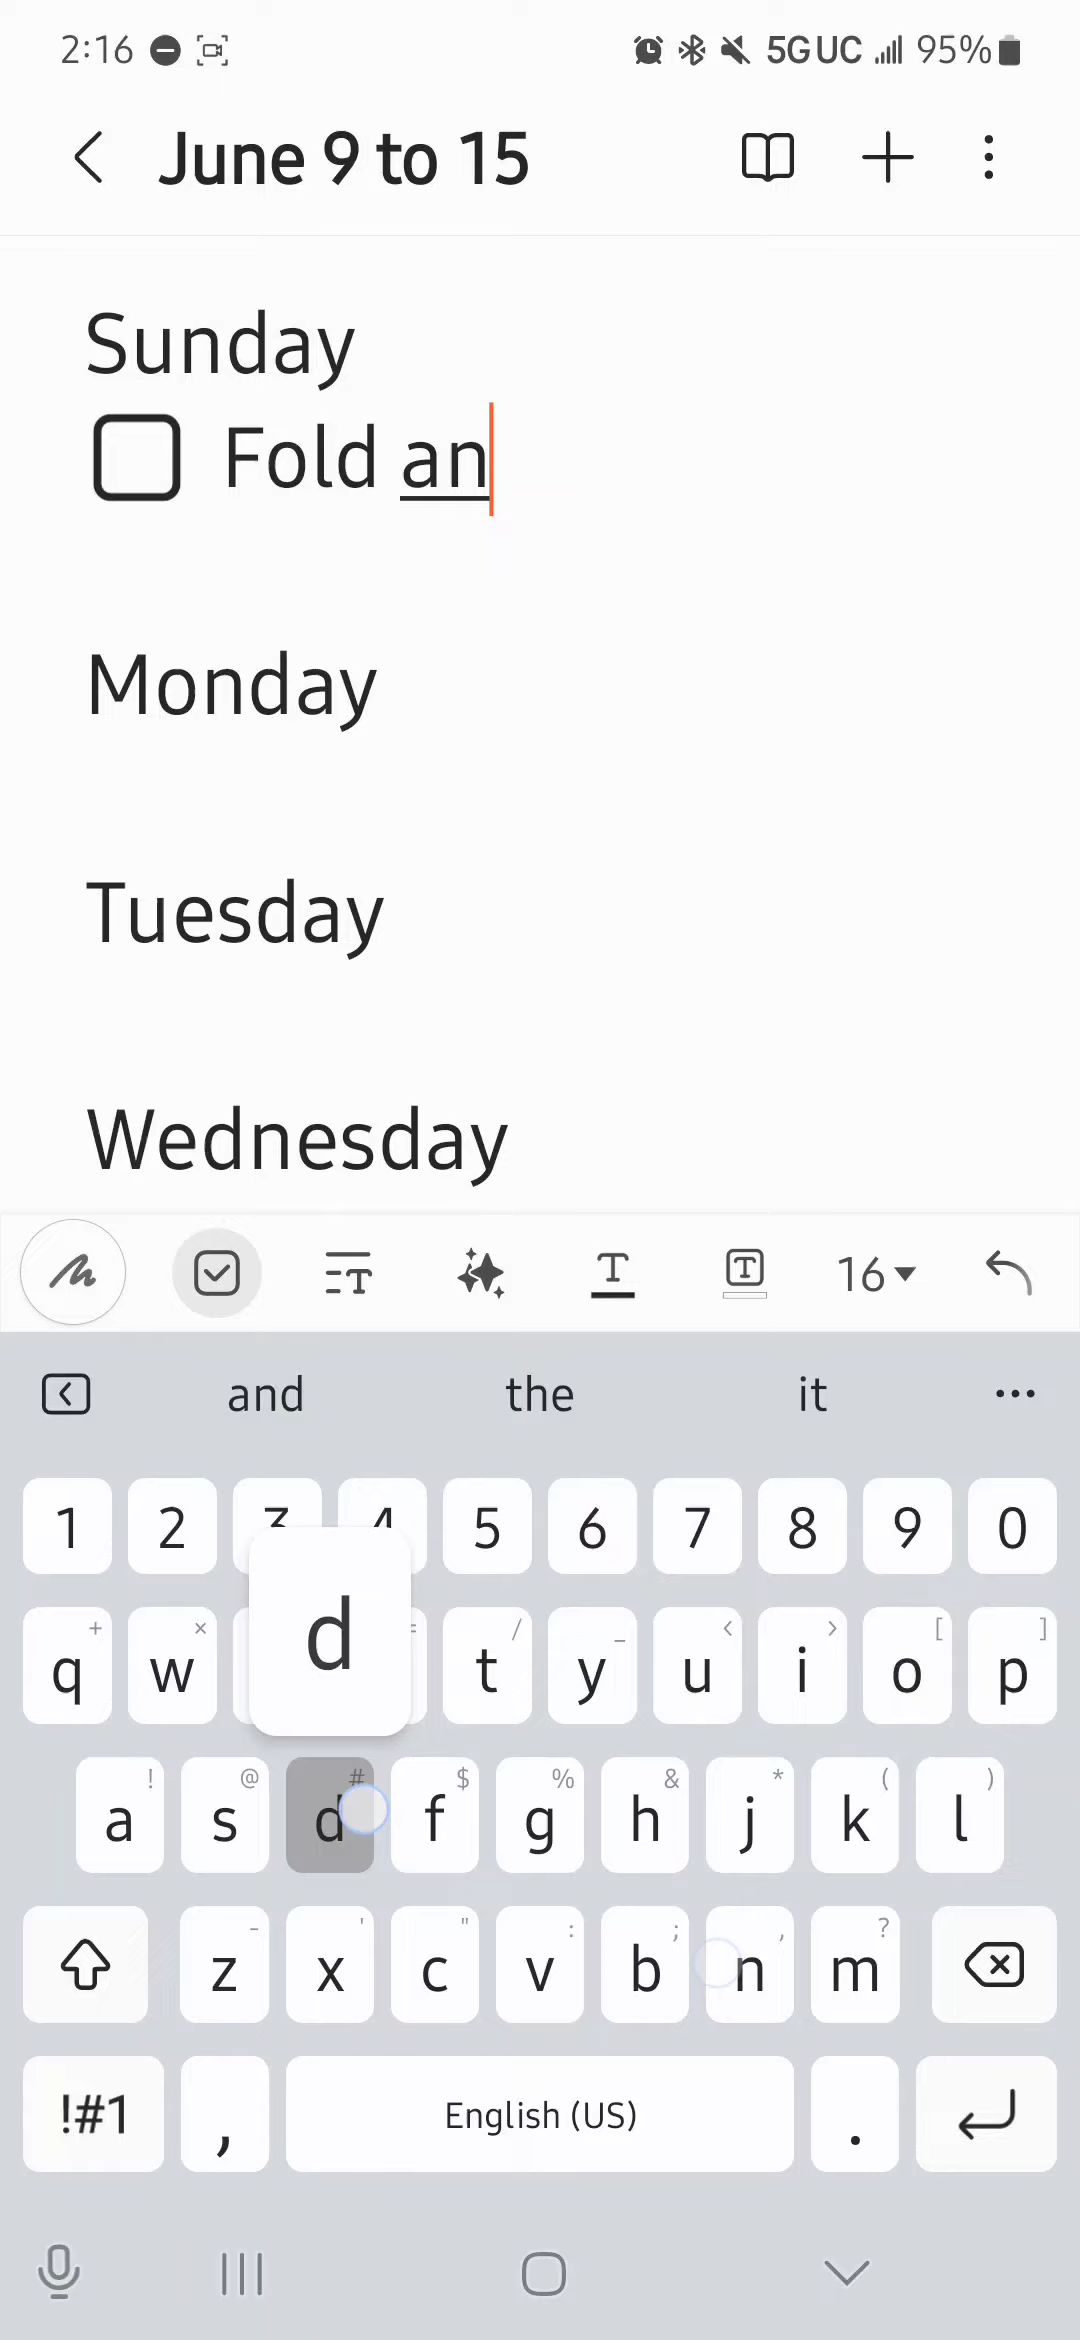 2:16 5G UC 95%
June 9 to 15
Sunday
Fold an
Monday
Tuesday
Wednesday
T T T 16
and the it ...
1 2 3 4 5 6 7 8 9 0
+ × / _ < > [ ]
q w d t y u i o p
! @ # $ % & * ( )
a s d f g h j k l
- ' " : ; , ?
z x c v b n m
!#1 , English (US) .